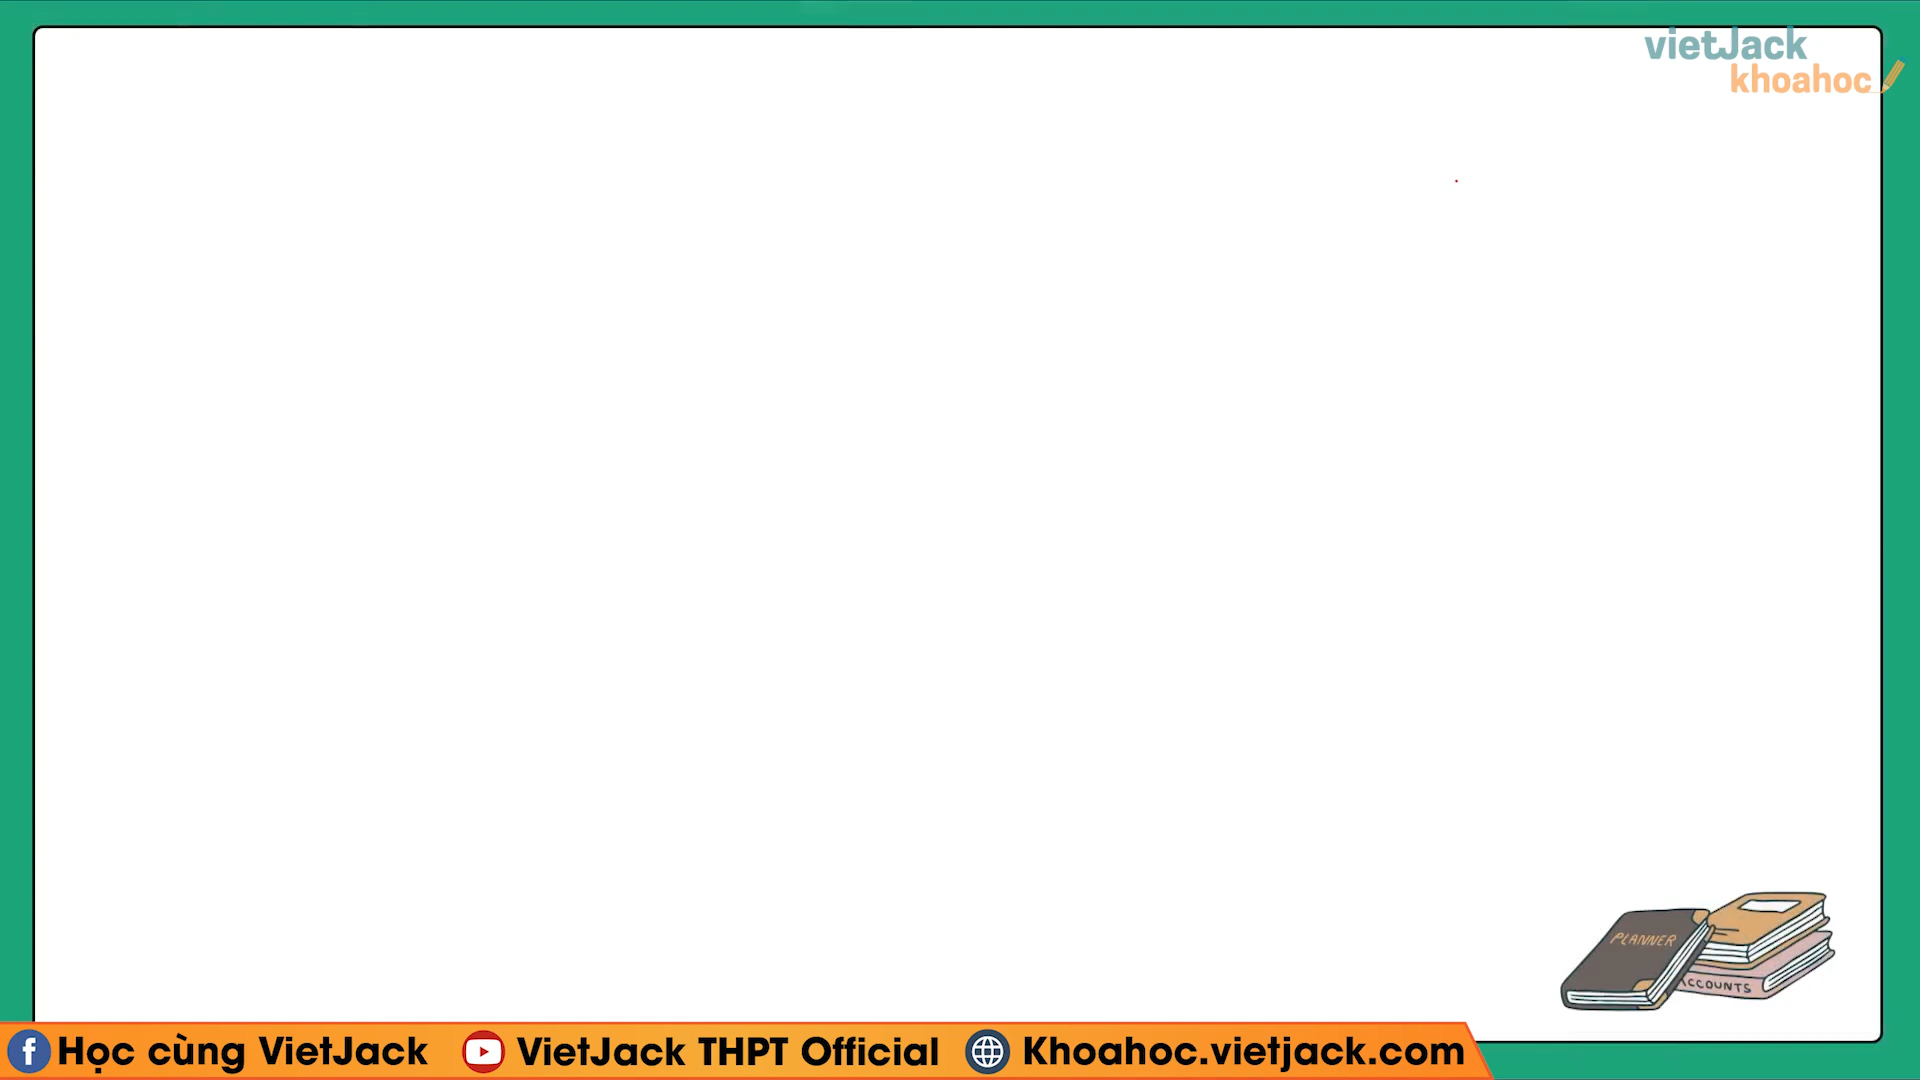 vietJack
khoahoc
PLANNER
ACCOUNTS
Học cùng VietJack
VietJack THPT Official
Khoahoc.vietjack.com